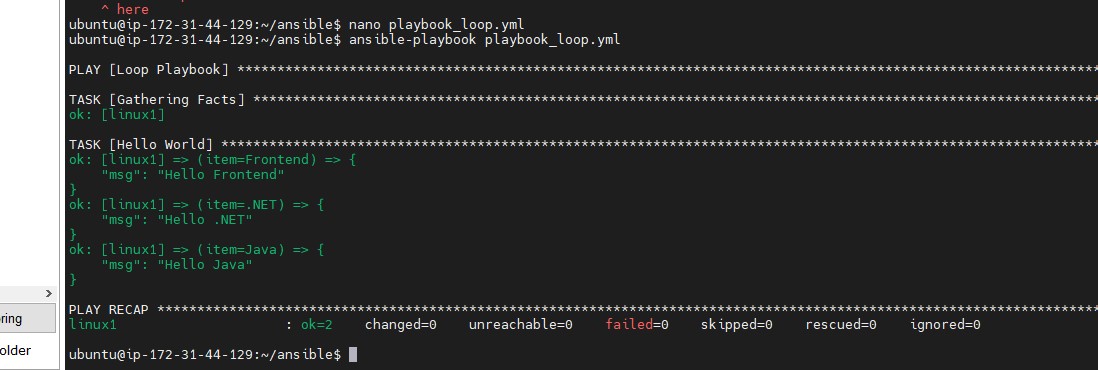 ^ here
ubuntu@ip-172-31-44-129:~/ansible$ nano playbook_loop.yml
ubuntu@ip-172-31-44-129:~/ansible$ ansible-playbook playbook_loop.yml
PLAY [Loop Playbook] ****************************************************************************************************************
TASK [Gathering Facts] **************************************************************************************************************
ok: [linux1]
TASK [Hello World] ******************************************************************************************************************
ok: [linux1] => (item=Frontend) => {
    "msg": "Hello Frontend"
}
ok: [linux1] => (item=.NET) => {
    "msg": "Hello .NET"
}
ok: [linux1] => (item=Java) => {
    "msg": "Hello Java"
}
PLAY RECAP **************************************************************************************************************************
linux1                     : ok=2    changed=0    unreachable=0    failed=0    skipped=0    rescued=0    ignored=0
ring
older
ubuntu@ip-172-31-44-129:~/ansible$